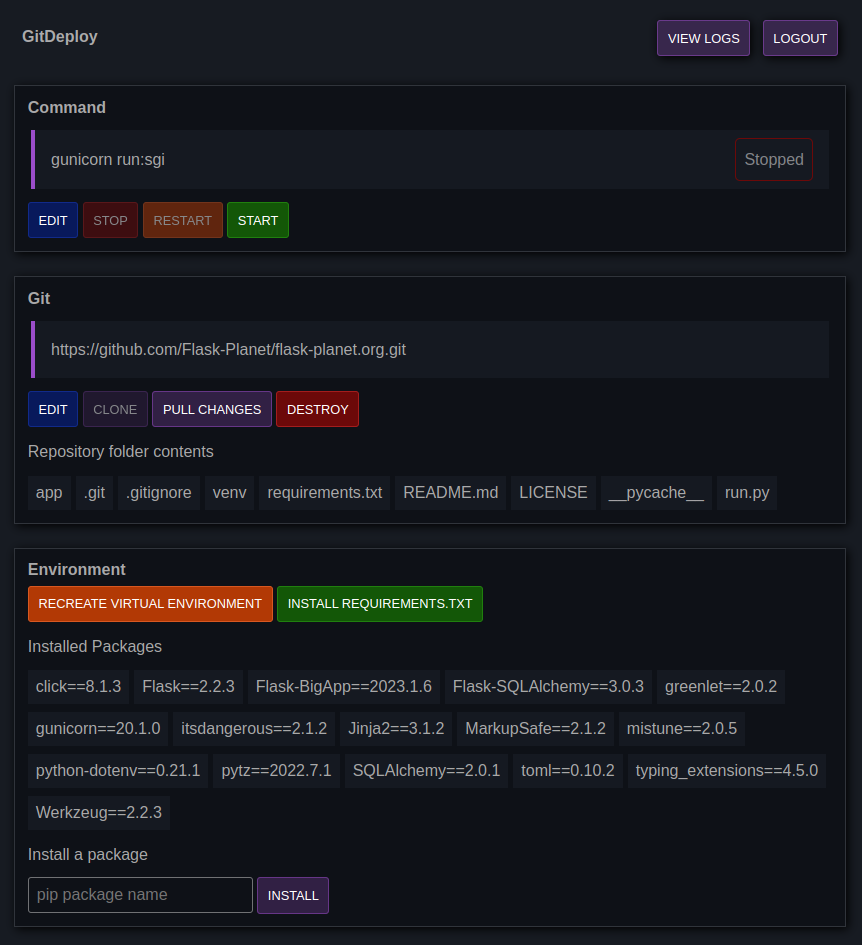 GitDeploy VIEW LOGS LOGOUT
Command
gunicorn run:sgi Stopped
EDIT STOP RESTART START
Git
https://github.com/Flask-Planet/flask-planet.org.git
EDIT CLONE PULL CHANGES DESTROY
Repository folder contents
app .git .gitignore venv requirements.txt README.md LICENSE __pycache__ run.py
Environment
RECREATE VIRTUAL ENVIRONMENT INSTALL REQUIREMENTS.TXT
Installed Packages
click==8.1.3 Flask==2.2.3 Flask-BigApp==2023.1.6 Flask-SQLAlchemy==3.0.3 greenlet==2.0.2
gunicorn==20.1.0 itsdangerous==2.1.2 Jinja2==3.1.2 MarkupSafe==2.1.2 mistune==2.0.5
python-dotenv==0.21.1 pytz==2022.7.1 SQLAlchemy==2.0.1 toml==0.10.2 typing_extensions==4.5.0
Werkzeug==2.2.3
Install a package
pip package name INSTALL